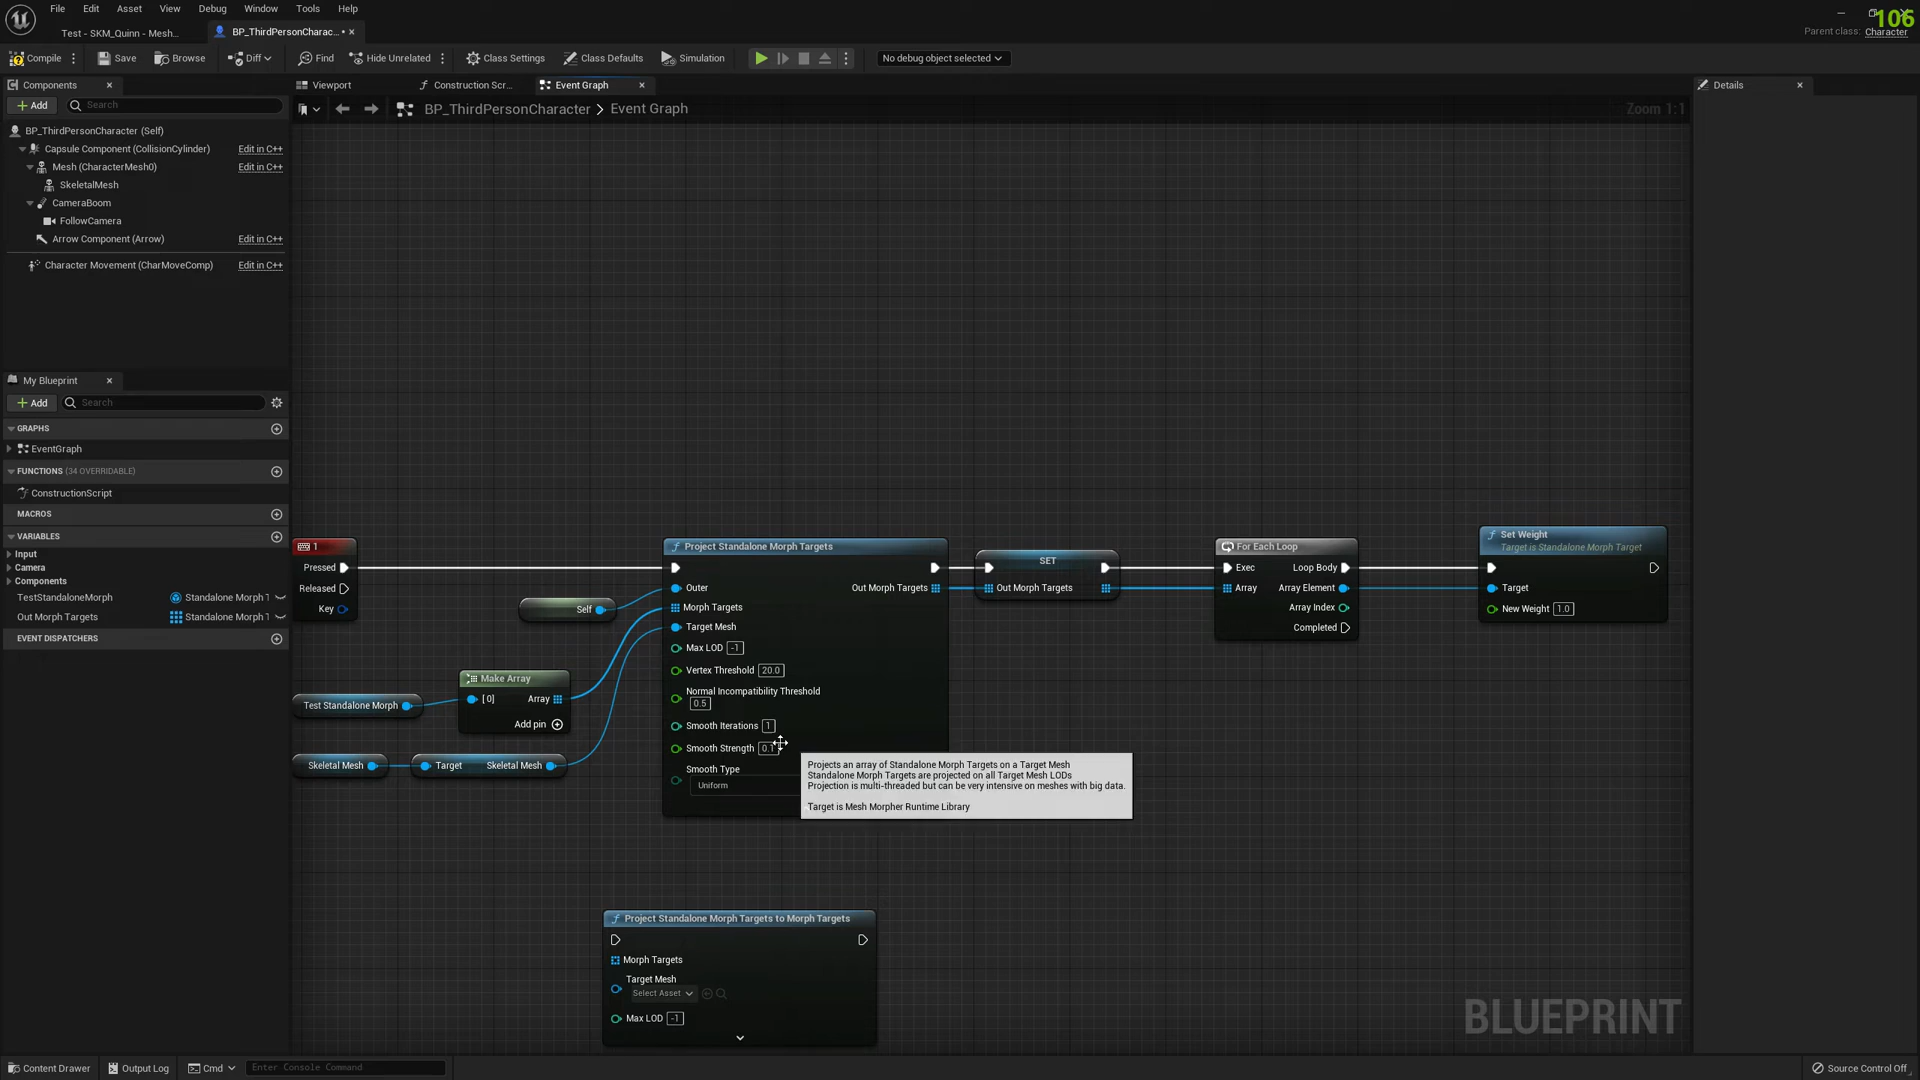 File Edit Asset View Debug Window Tools Help
106
Test - SKM_Quinn - Mesh...
BP_ThirdPersonCharac... •
Parent class: Character
Compile Save Browse Diff Find Hide Unrelated Class Settings Class Defaults Simulation No debug object selected
Components
Viewport
Construction Scr...
Event Graph
Details
Add Search
BP_ThirdPersonCharacter > Event Graph
Zoom 1:1
BP_ThirdPersonCharacter (Self)
Capsule Component (CollisionCylinder) Edit in C++
Mesh (CharacterMesh0) Edit in C++
SkeletalMesh
CameraBoom
FollowCamera
Arrow Component (Arrow) Edit in C++
Character Movement (CharMoveComp) Edit in C++
My Blueprint
Add Search
GRAPHS
EventGraph
FUNCTIONS (34 OVERRIDABLE)
ConstructionScript
MACROS
VARIABLES
Input
Camera
Components
TestStandaloneMorph Standalone Morph T
Out Morph Targets Standalone Morph T
EVENT DISPATCHERS
1
Pressed
Released
Key
Self
Make Array
[0] Array
Add pin
Test Standalone Morph
Skeletal Mesh
Target Skeletal Mesh
Project Standalone Morph Targets
Outer Out Morph Targets
Morph Targets
Target Mesh
Max LOD -1
Vertex Threshold 20.0
Normal Incompatibility Threshold
0.5
Smooth Iterations 1
Smooth Strength 0.1
Smooth Type
Uniform
Projects an array of Standalone Morph Targets on a Target Mesh
Standalone Morph Targets are projected on all Target Mesh LODs
Projection is multi-threaded but can be very intensive on meshes with big data.
Target is Mesh Morpher Runtime Library
SET
Out Morph Targets
For Each Loop
Exec Loop Body
Array Array Element
Array Index
Completed
Set Weight
Target is Standalone Morph Target
Target
New Weight 1.0
Project Standalone Morph Targets to Morph Targets
Morph Targets
Target Mesh
Select Asset
Max LOD -1
BLUEPRINT
Content Drawer Output Log Cmd Enter Console Command
Source Control Off